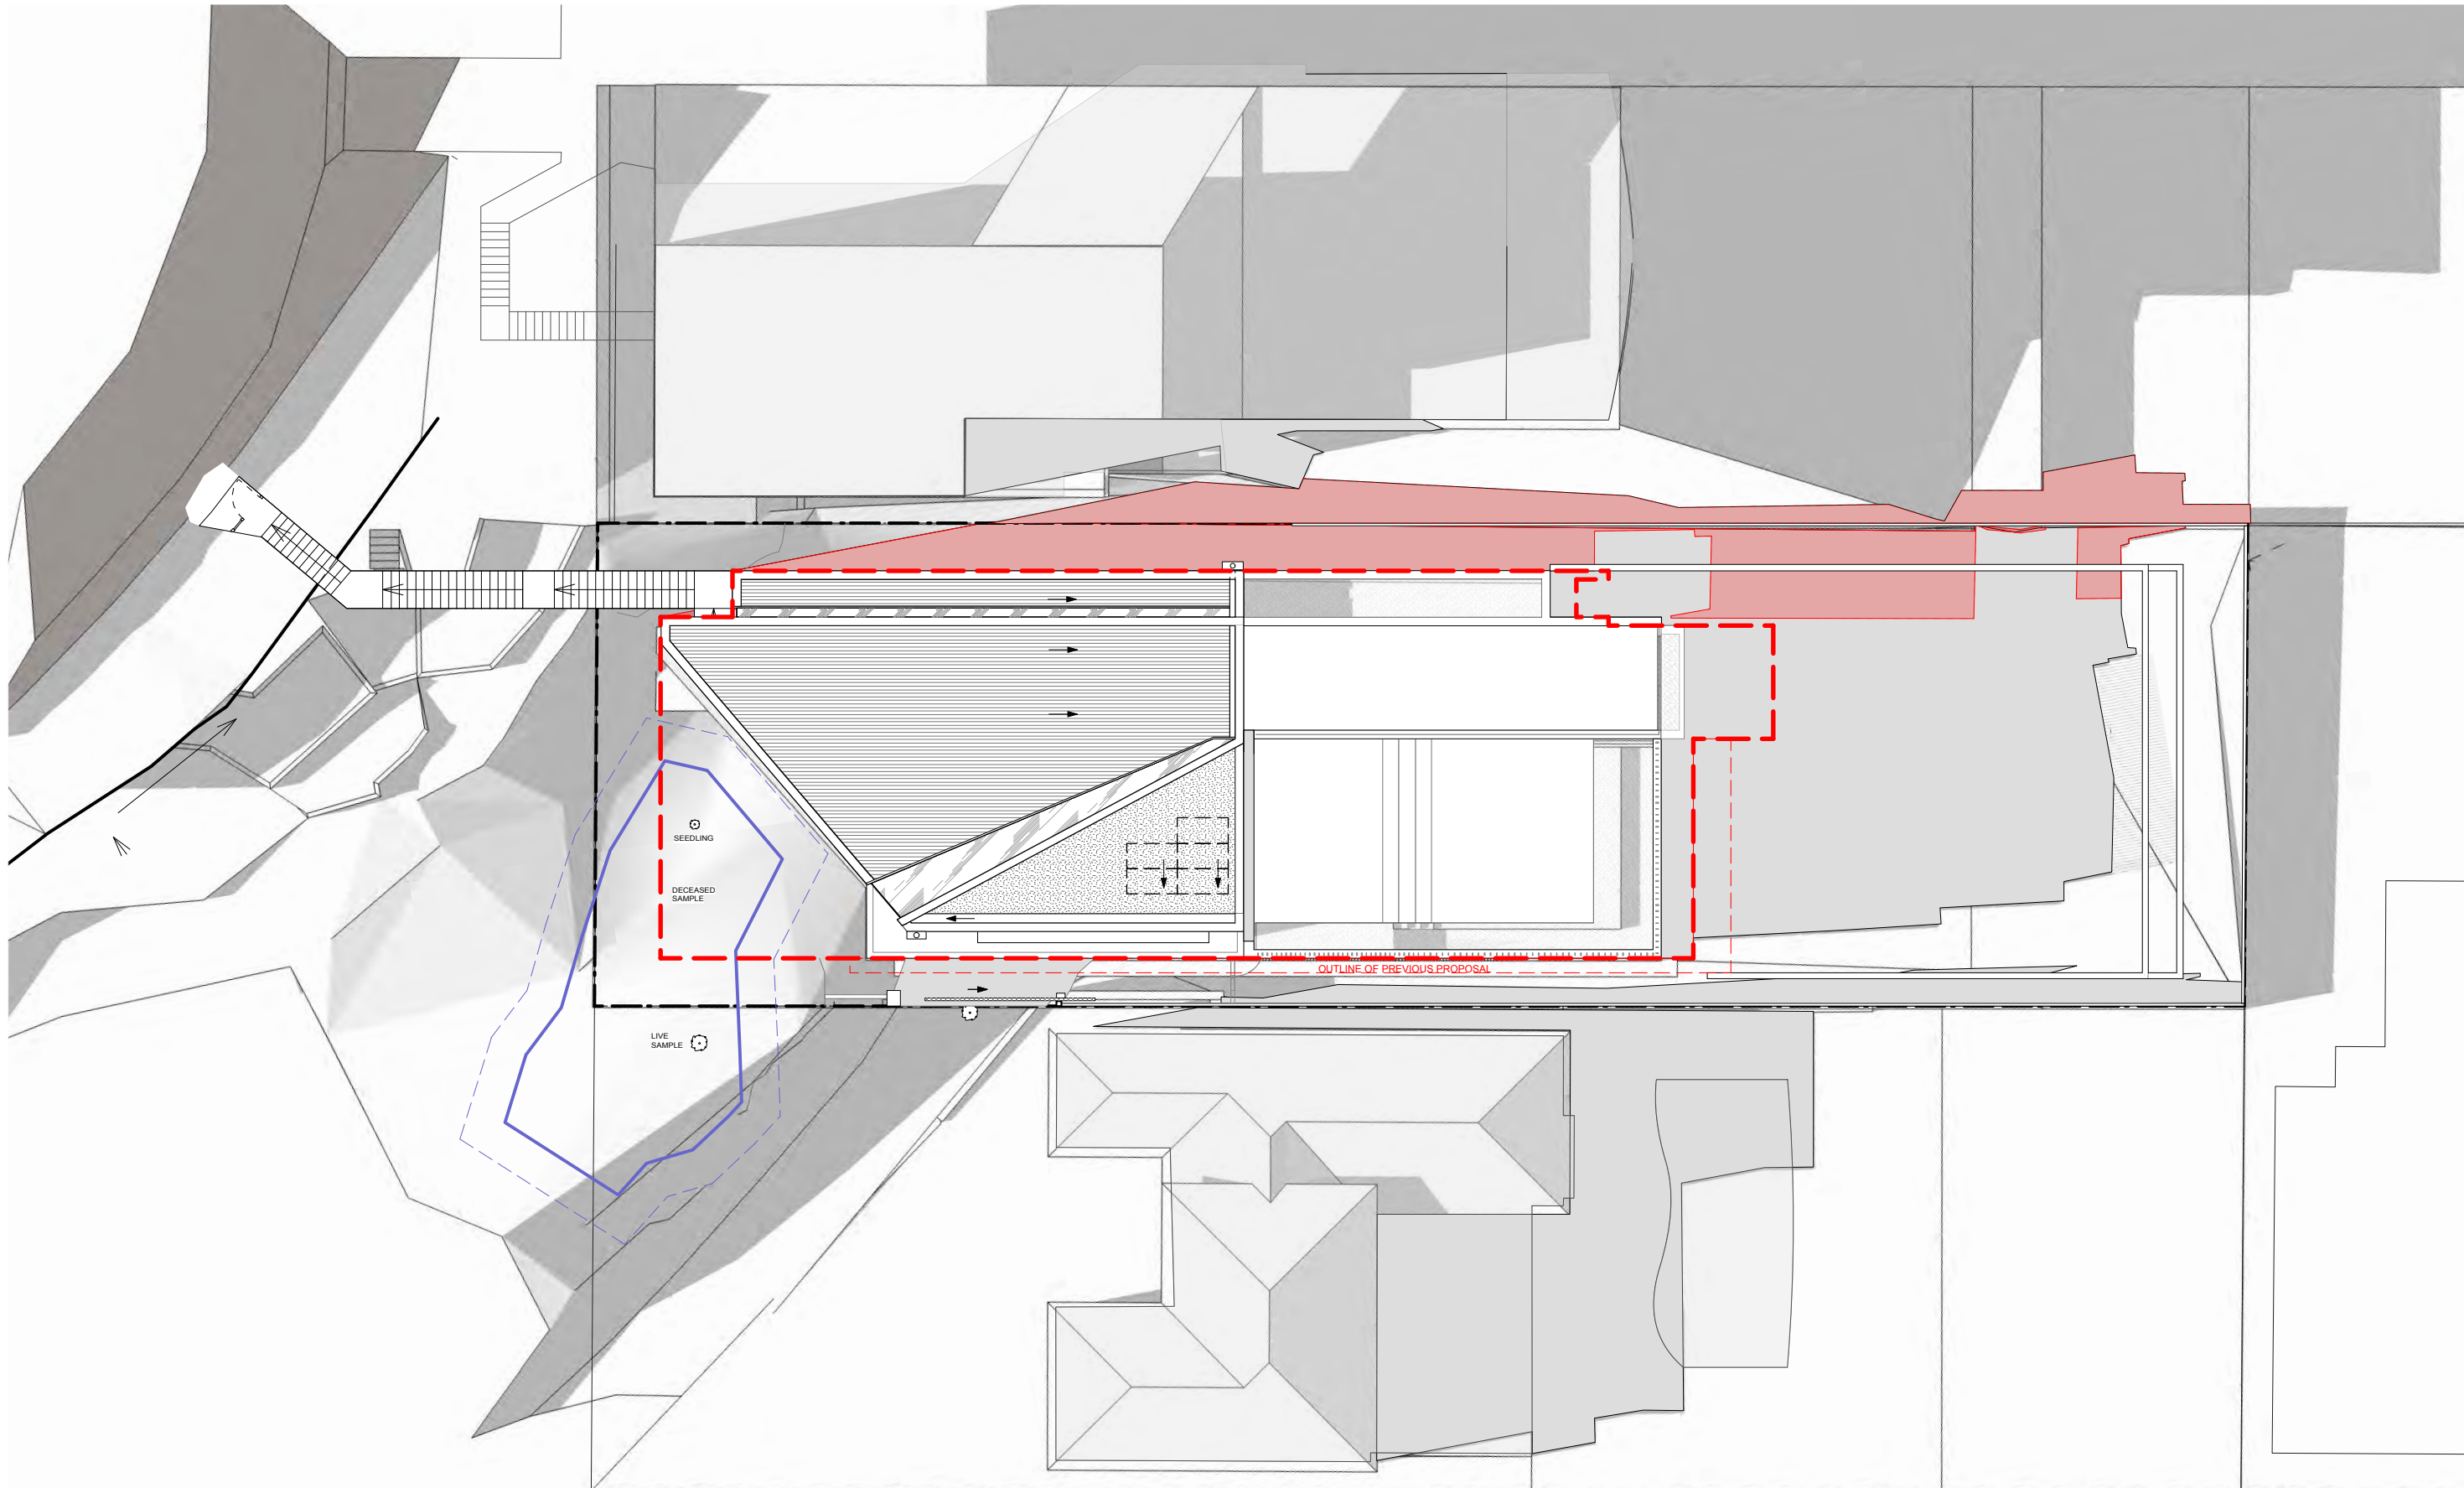 SEEDLING
DECEASED
SAMPLE
OUTLINE OF PREVIOUS PROPOSAL
LIVE
SAMPLE